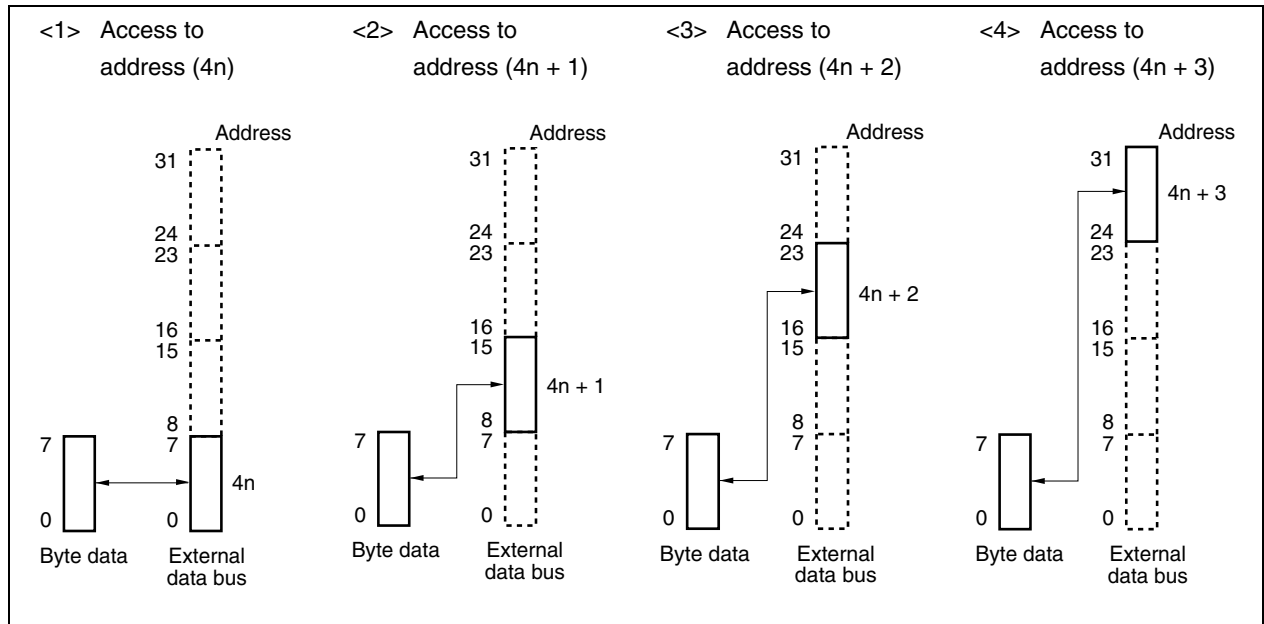 <1> Access to
address (4n)
Address
31
24
23
16
15
8
7
0
7
0
4n
Byte data
External
data bus
<2> Access to
address (4n + 1)
Address
31
24
23
16
15
8
7
0
7
0
4n + 1
Byte data
External
data bus
<3> Access to
address (4n + 2)
Address
31
24
23
16
15
8
7
0
7
0
4n + 2
Byte data
External
data bus
<4> Access to
address (4n + 3)
Address
31
24
23
16
15
8
7
0
7
0
4n + 3
Byte data
External
data bus